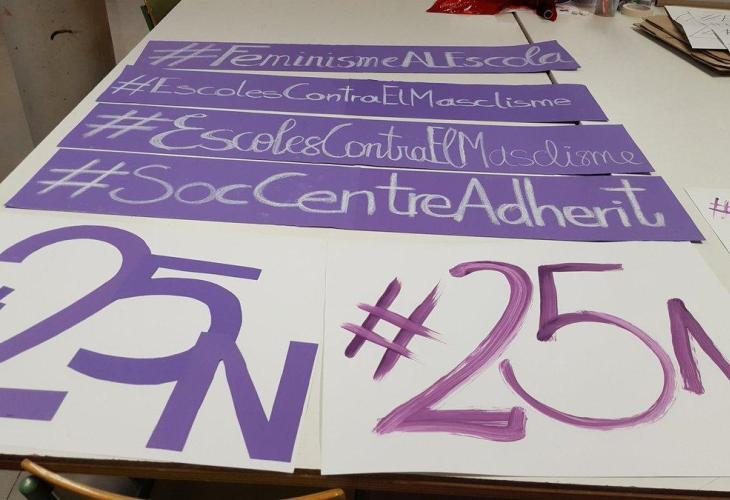 #FeminismeALEscola
#EscolesContraElMasclisme
#EscolesContraElMasclisme
#SocCentreAdherit
#25N
#25N